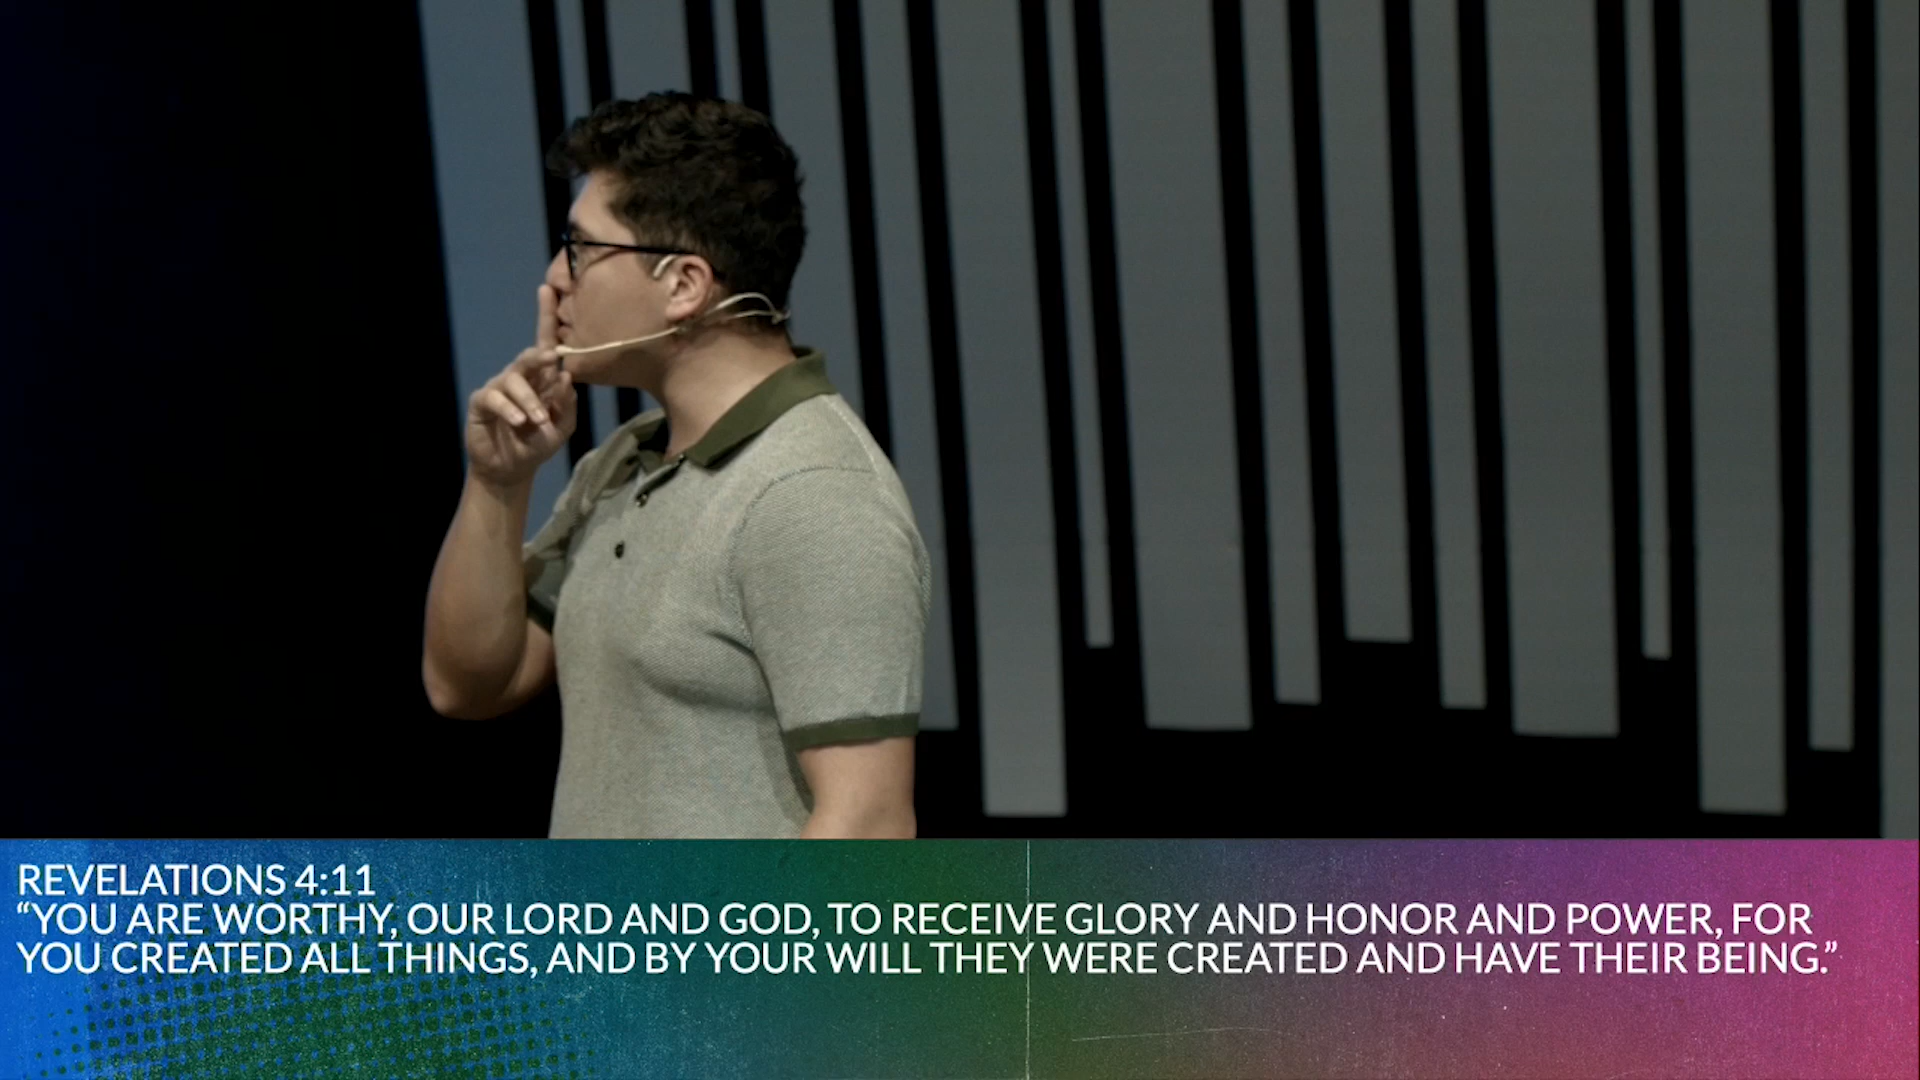 REVELATIONS 4:11
“YOU ARE WORTHY, OUR LORD AND GOD, TO RECEIVE GLORY AND HONOR AND POWER, FOR
YOU CREATED ALL THINGS, AND BY YOUR WILL THEY WERE CREATED AND HAVE THEIR BEING.”